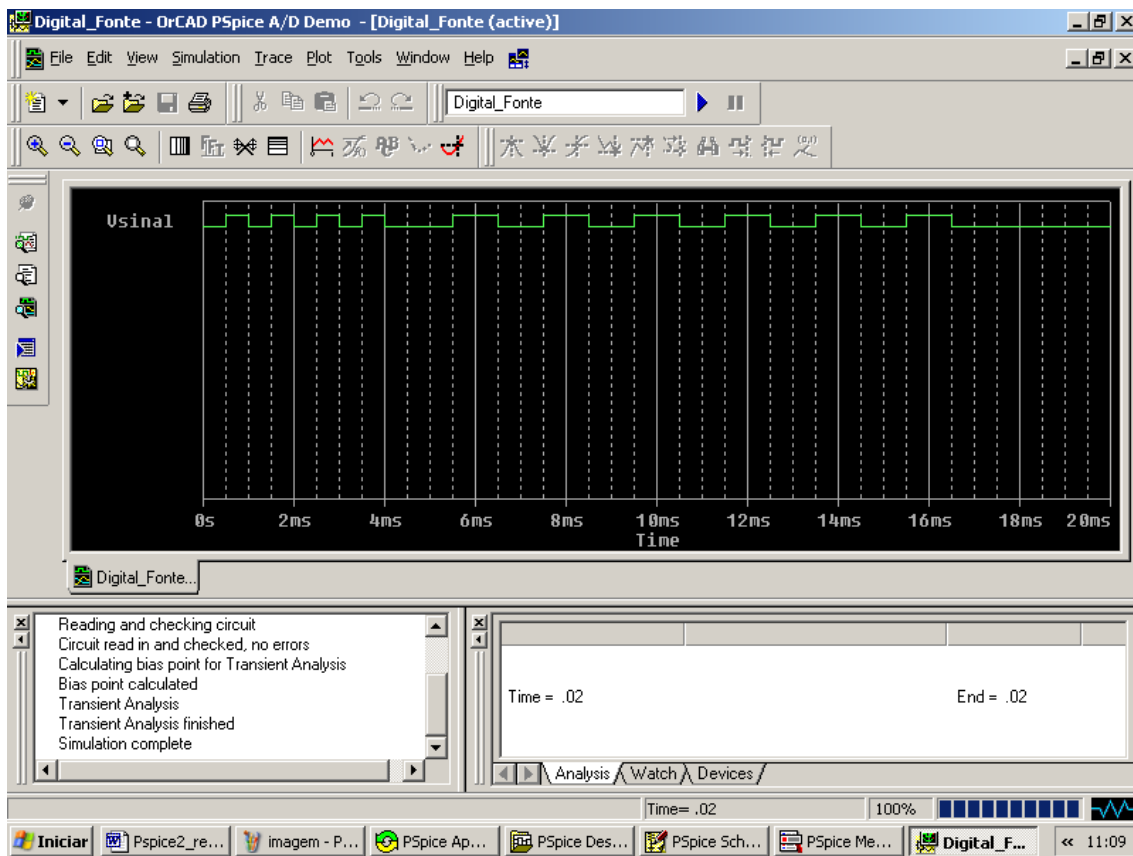 Digital_Fonte - OrCAD PSpice A/D Demo - [Digital_Fonte (active)]
File Edit View Simulation Trace Plot Tools Window Help
Digital_Fonte
Vsinal
0s 2ms 4ms 6ms 8ms 10ms 12ms 14ms 16ms 18ms 20ms
Time
Digital_Fonte...
Reading and checking circuit
Circuit read in and checked, no errors
Calculating bias point for Transient Analysis
Bias point calculated
Transient Analysis
Transient Analysis finished
Simulation complete
Time = .02 End = .02
Analysis Watch Devices
Time= .02 100%
Iniciar Pspice2_re... imagem - P... PSpice Ap... PSpice Des... PSpice Sch... PSpice Me... Digital_F... « 11:09